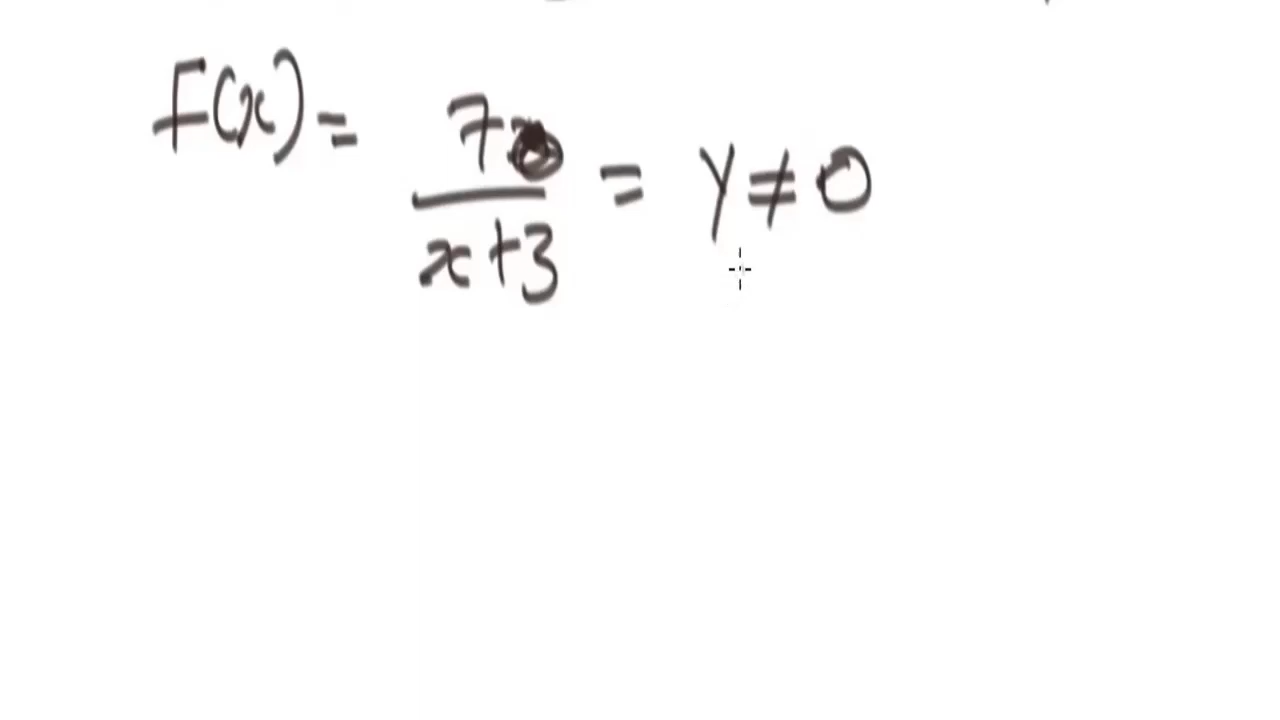 F(x) = 7 / x+3 = y ≠ 0